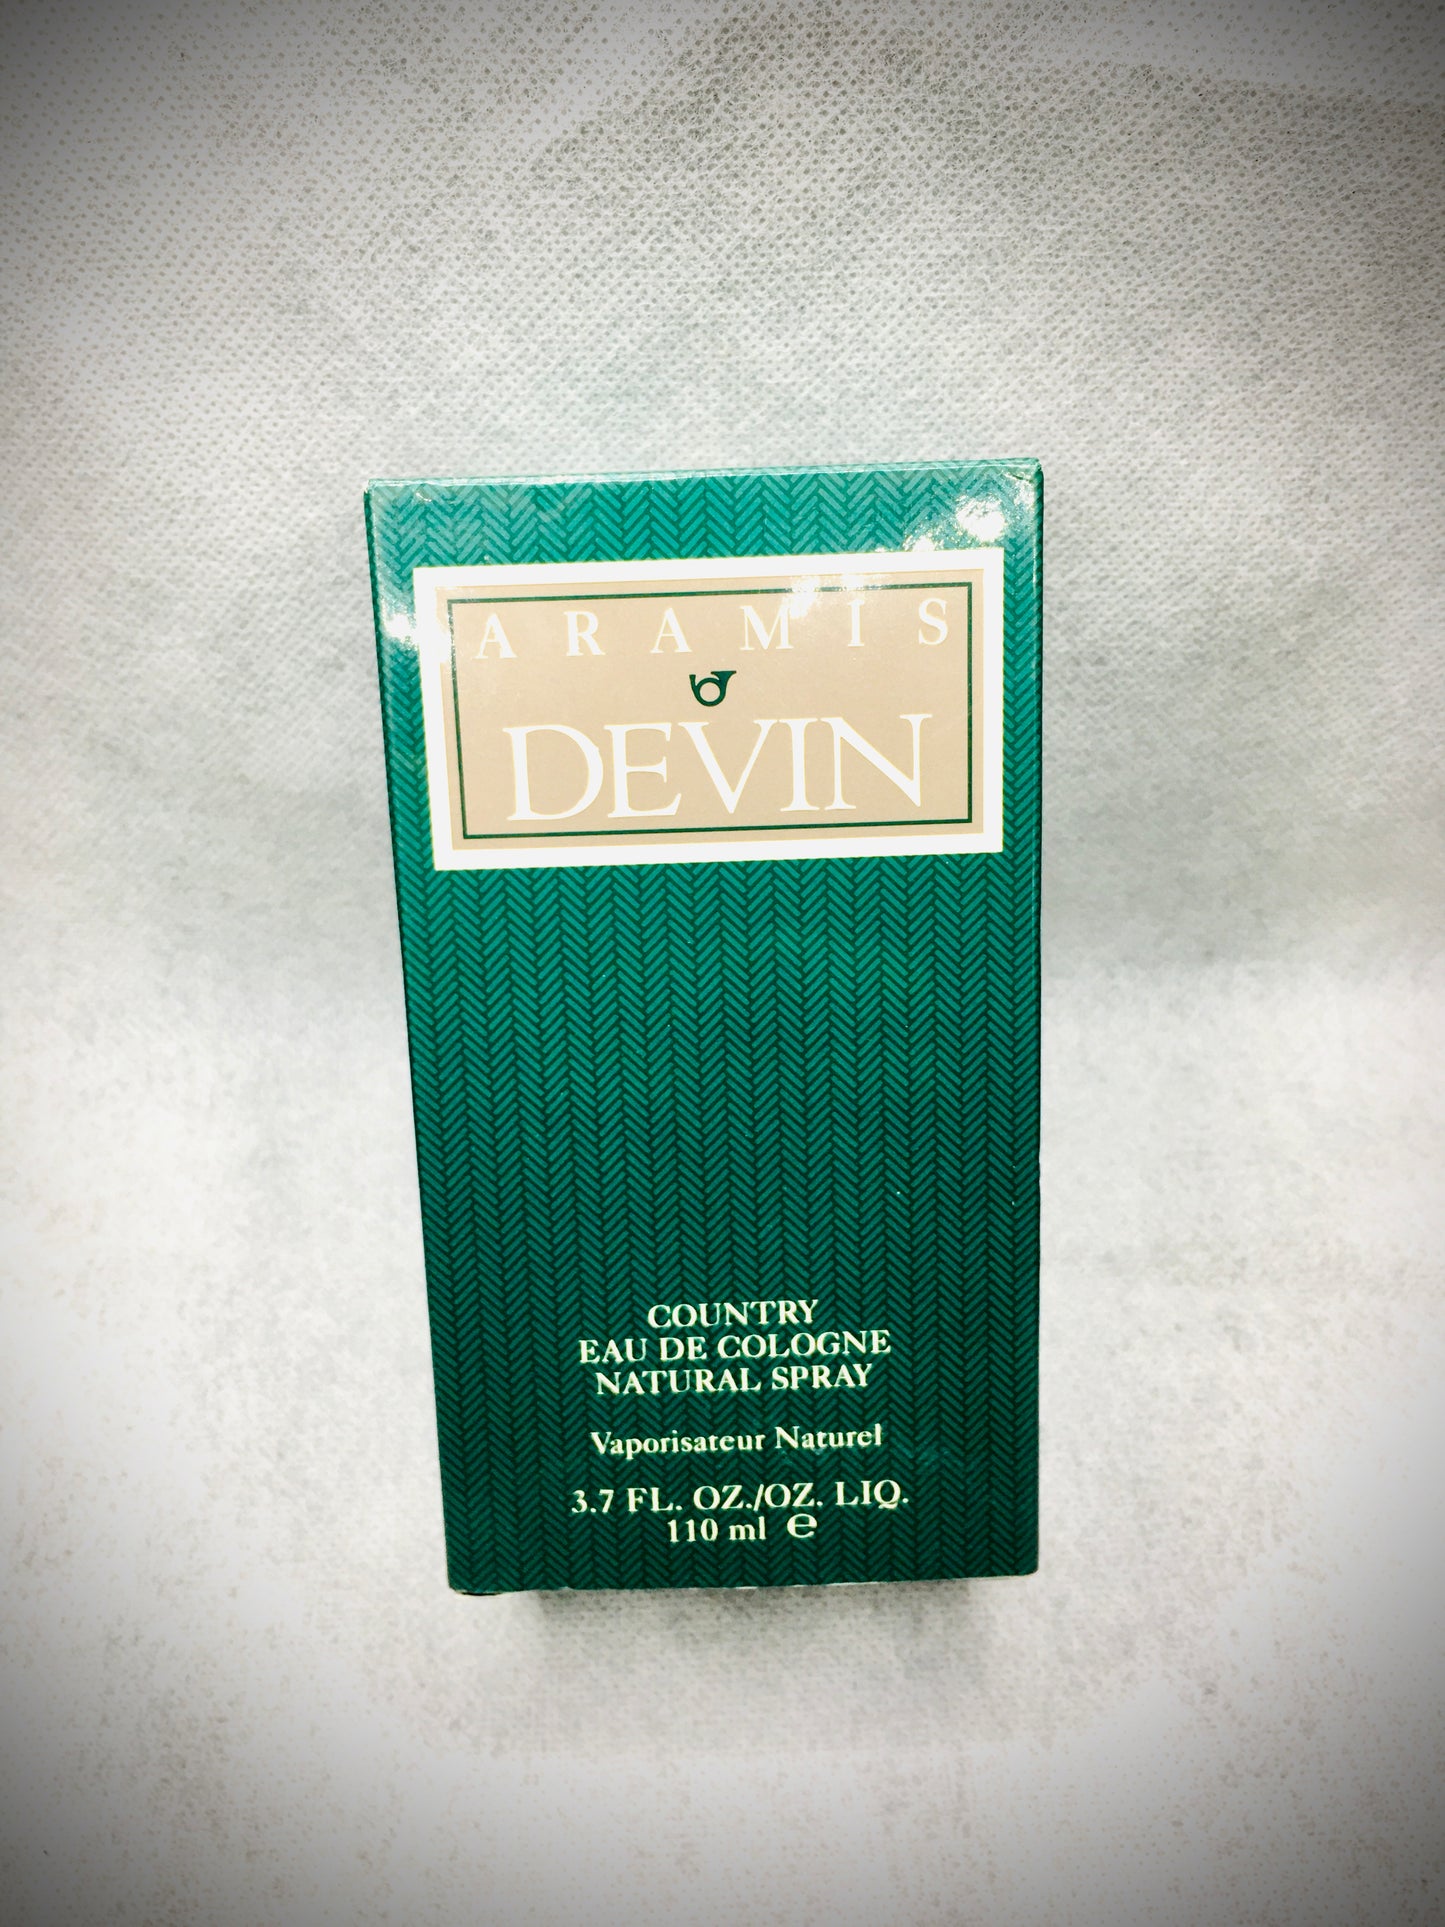 ARAMIS
DEVIN
COUNTRY
EAU DE COLOGNE
NATURAL SPRAY
Vaporisateur Naturel
3.7 FL. OZ./OZ. LIQ.
110 ml ℮